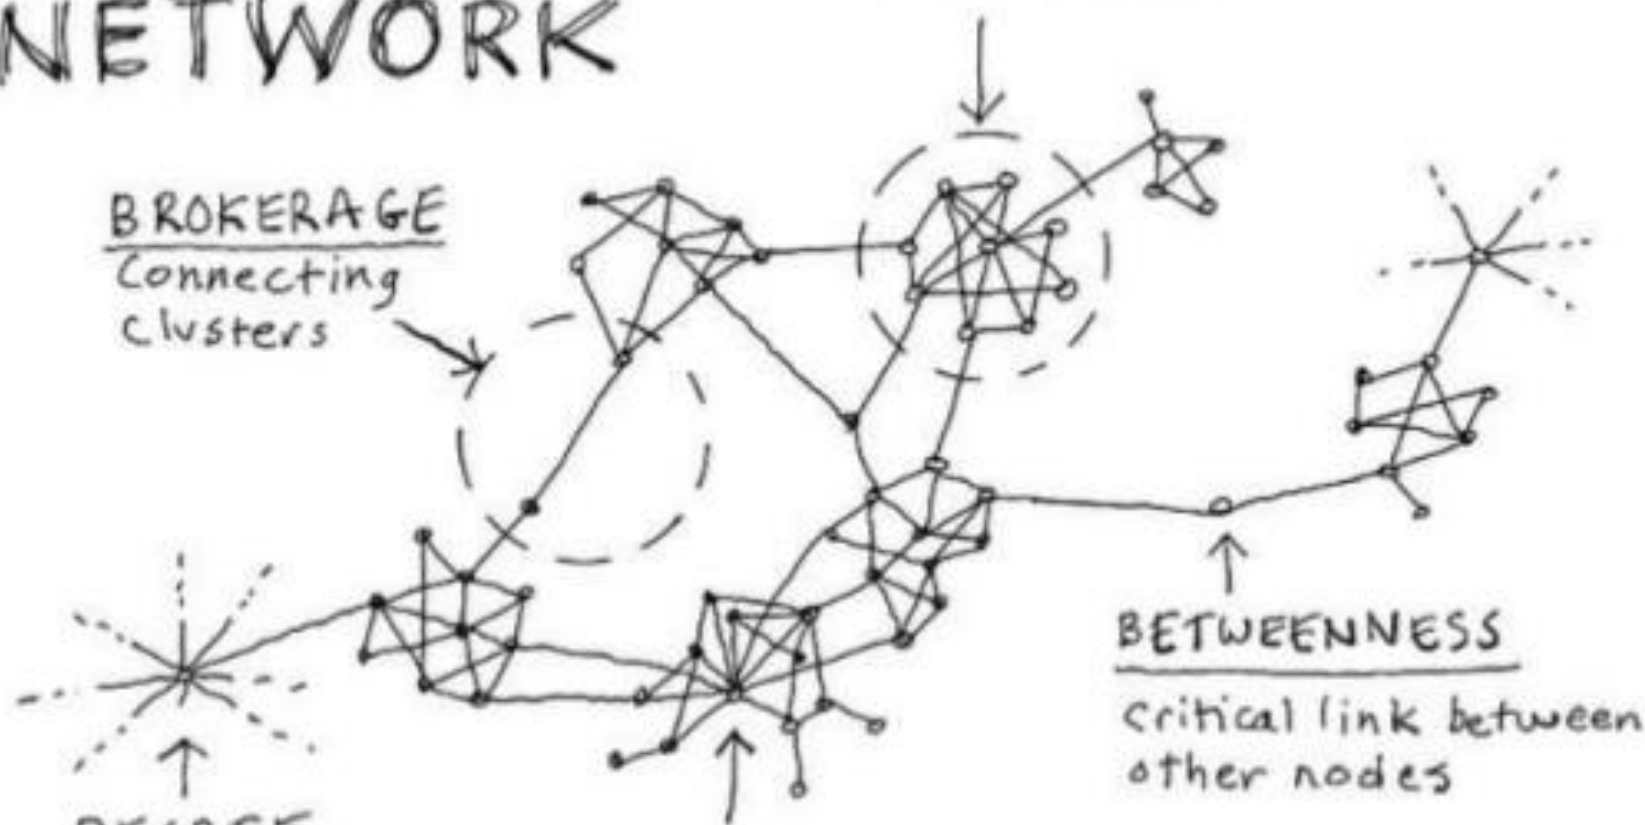 NETWORK
BROKERAGE
Connecting
clusters
BETWEENNESS
critical link between
other nodes